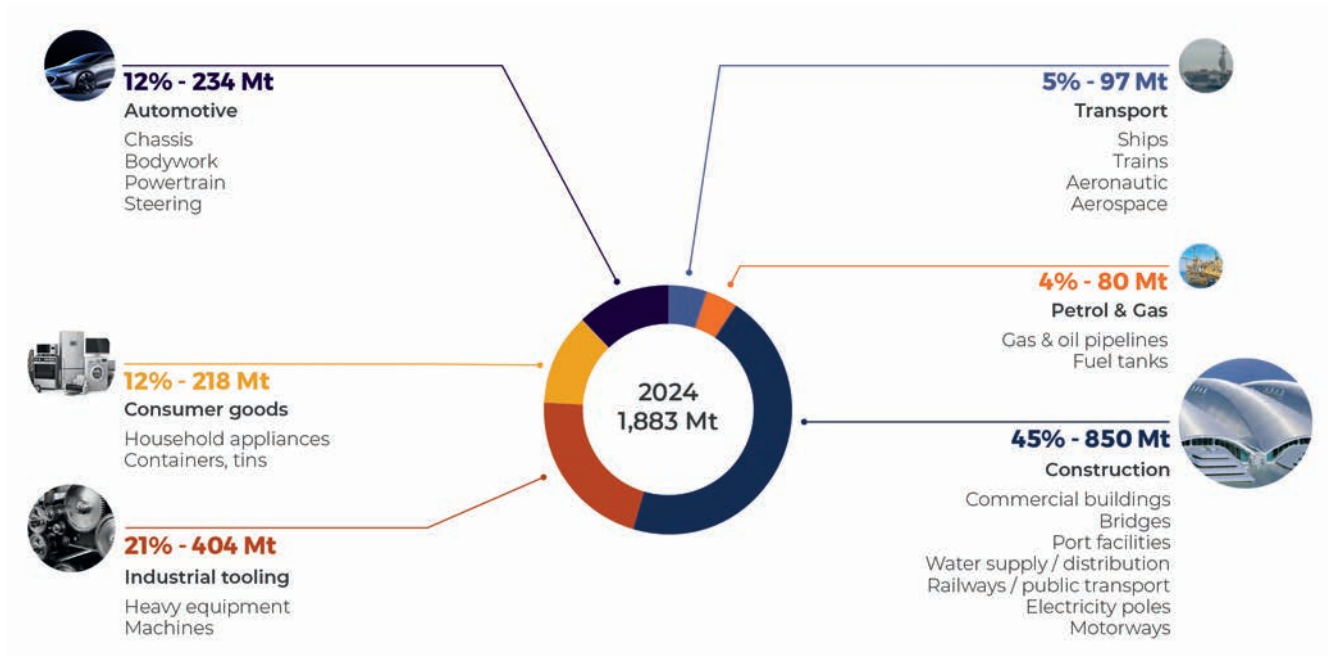 12% - 234 Mt
Automotive
Chassis
Bodywork
Powertrain
Steering
12% - 218 Mt
Consumer goods
Household appliances
Containers, tins
21% - 404 Mt
Industrial tooling
Heavy equipment
Machines
2024
1,883 Mt
5% - 97 Mt
Transport
Ships
Trains
Aeronautic
Aerospace
4% - 80 Mt
Petrol & Gas
Gas & oil pipelines
Fuel tanks
45% - 850 Mt
Construction
Commercial buildings
Bridges
Port facilities
Water supply / distribution
Railways / public transport
Electricity poles
Motorways